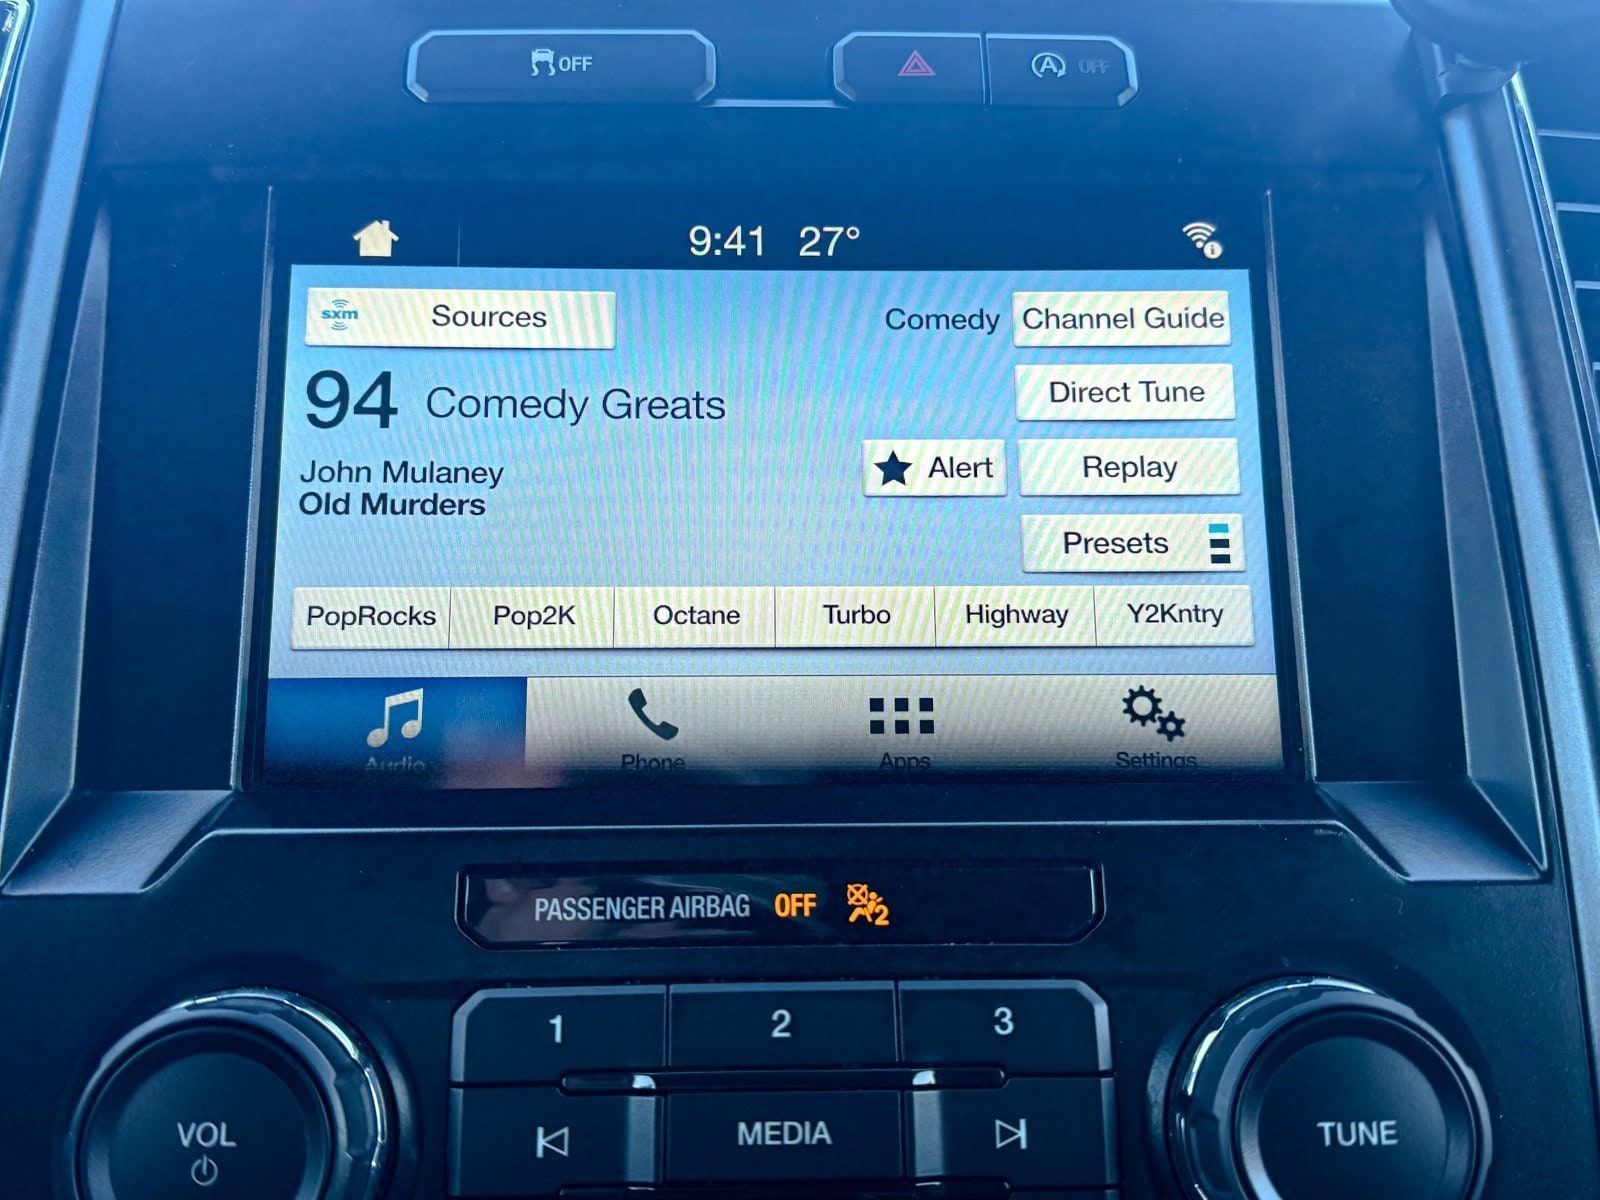 OFF
A OFF
9:41 27°
sxm Sources
Comedy Channel Guide
94 Comedy Greats
Direct Tune
John Mulaney
Old Murders
Alert Replay
Presets
PopRocks Pop2K Octane Turbo Highway Y2Kntry
Audio Phone Apps Settings
PASSENGER AIRBAG OFF 2
1 2 3
VOL MEDIA TUNE